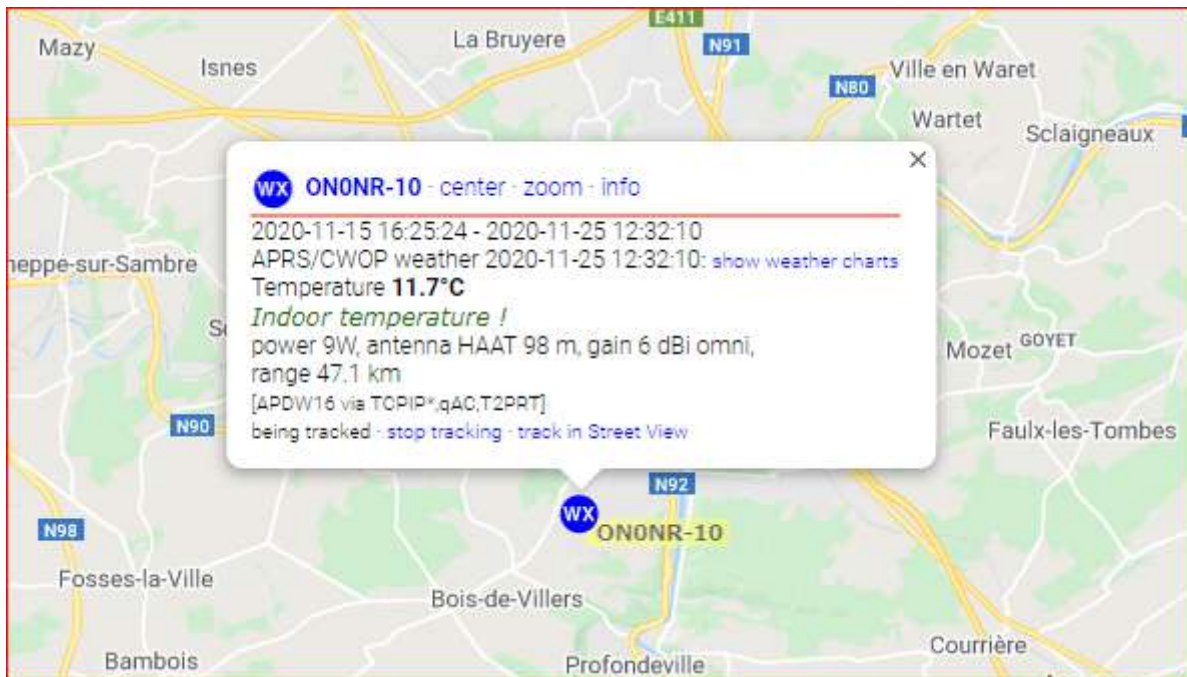 E411
Mazy
La Bruyere
N91
Isnes
Ville en Waret
N80
Wartet
Sclaigneaux
×
WX ON0NR-10 · center · zoom · info
2020-11-15 16:25:24 - 2020-11-25 12:32:10
APRS/CWOP weather 2020-11-25 12:32:10: show weather charts
Temperature 11.7°C
Indoor temperature !
power 9W, antenna HAAT 98 m, gain 6 dBi omni,
range 47.1 km
[APDW16 via TCPIP*,qAC,T2PRT]
being tracked · stop tracking · track in Street View
neppe-sur-Sambre
S
Mozet
GOYET
N90
Faulx-les-Tombes
N92
WX
ON0NR-10
N98
Fosses-la-Ville
Bois-de-Villers
Courrière
Bambois
Profondeville